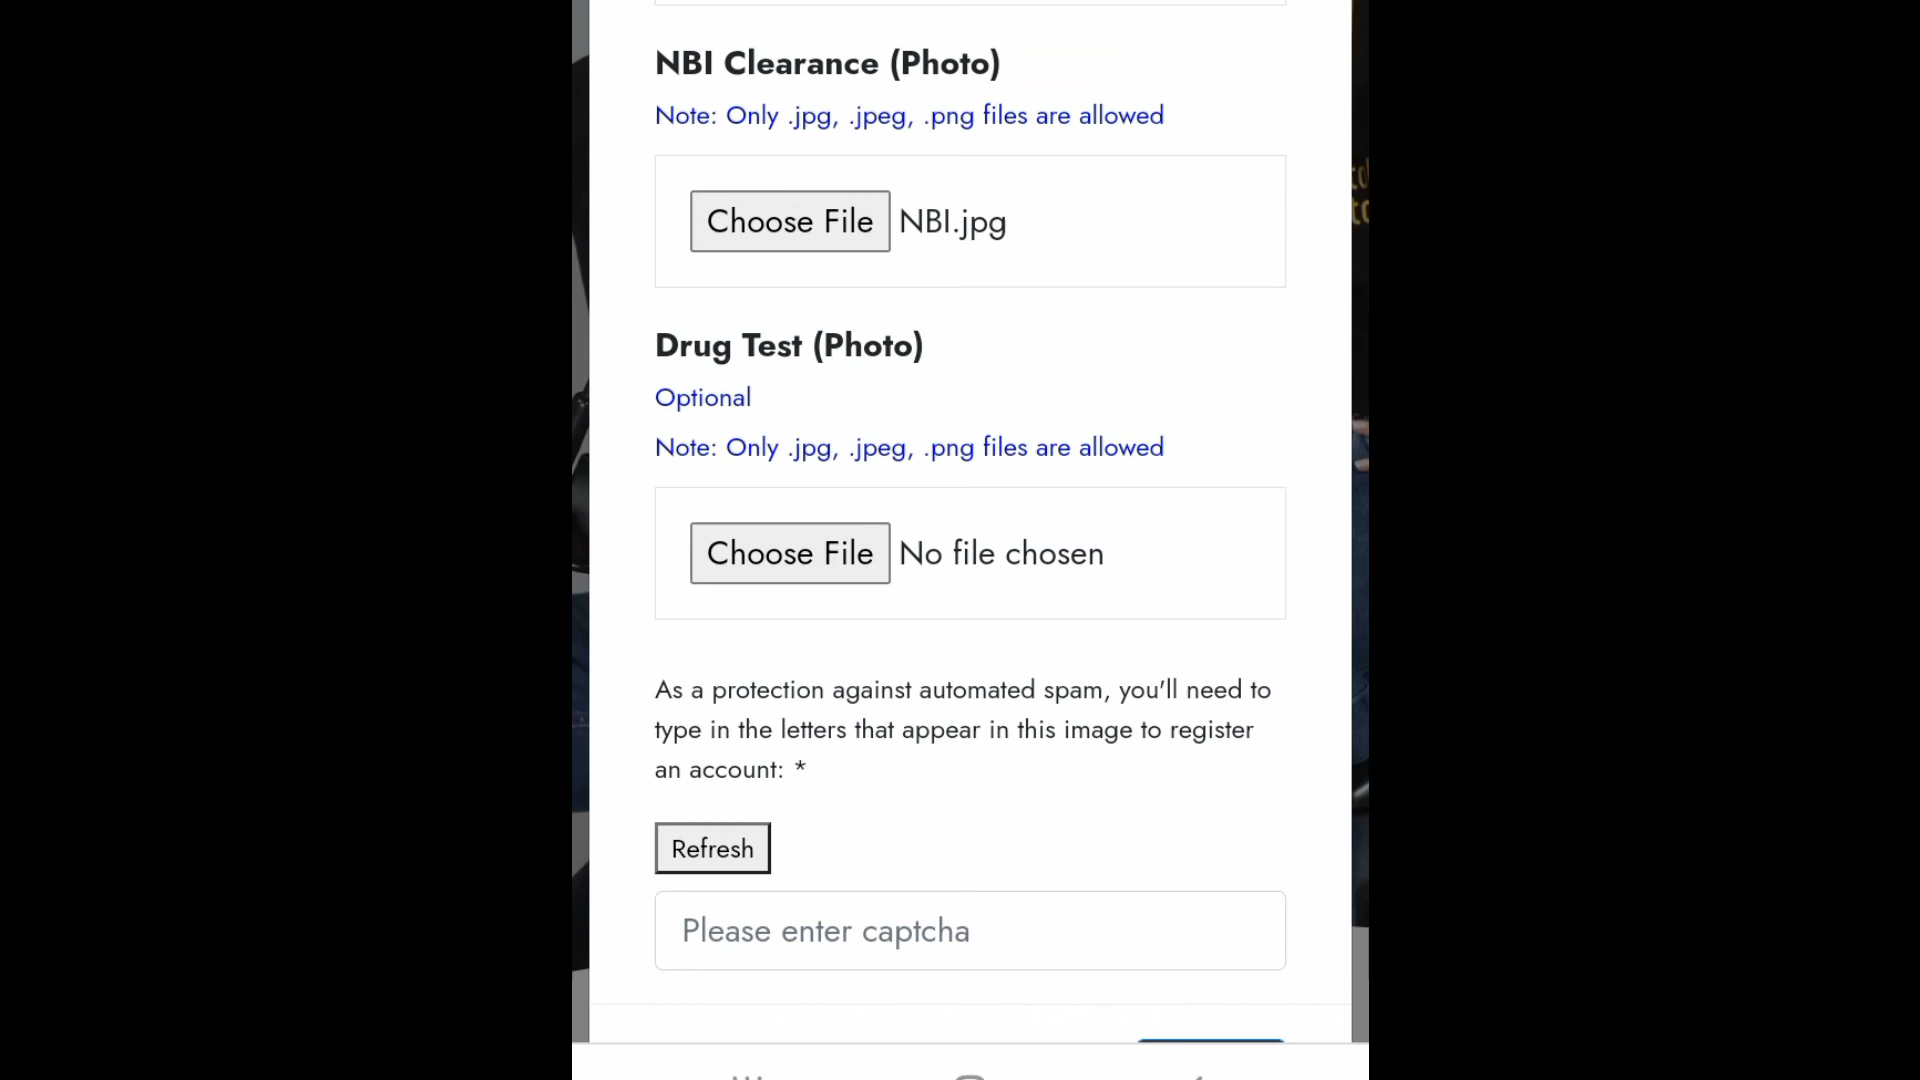 NBI Clearance (Photo)
Note: Only .jpg, .jpeg, .png files are allowed
Choose File NBI.jpg
Drug Test (Photo)
Optional
Note: Only .jpg, .jpeg, .png files are allowed
Choose File No file chosen
As a protection against automated spam, you'll need to
type in the letters that appear in this image to register
an account: *
Refresh
Please enter captcha